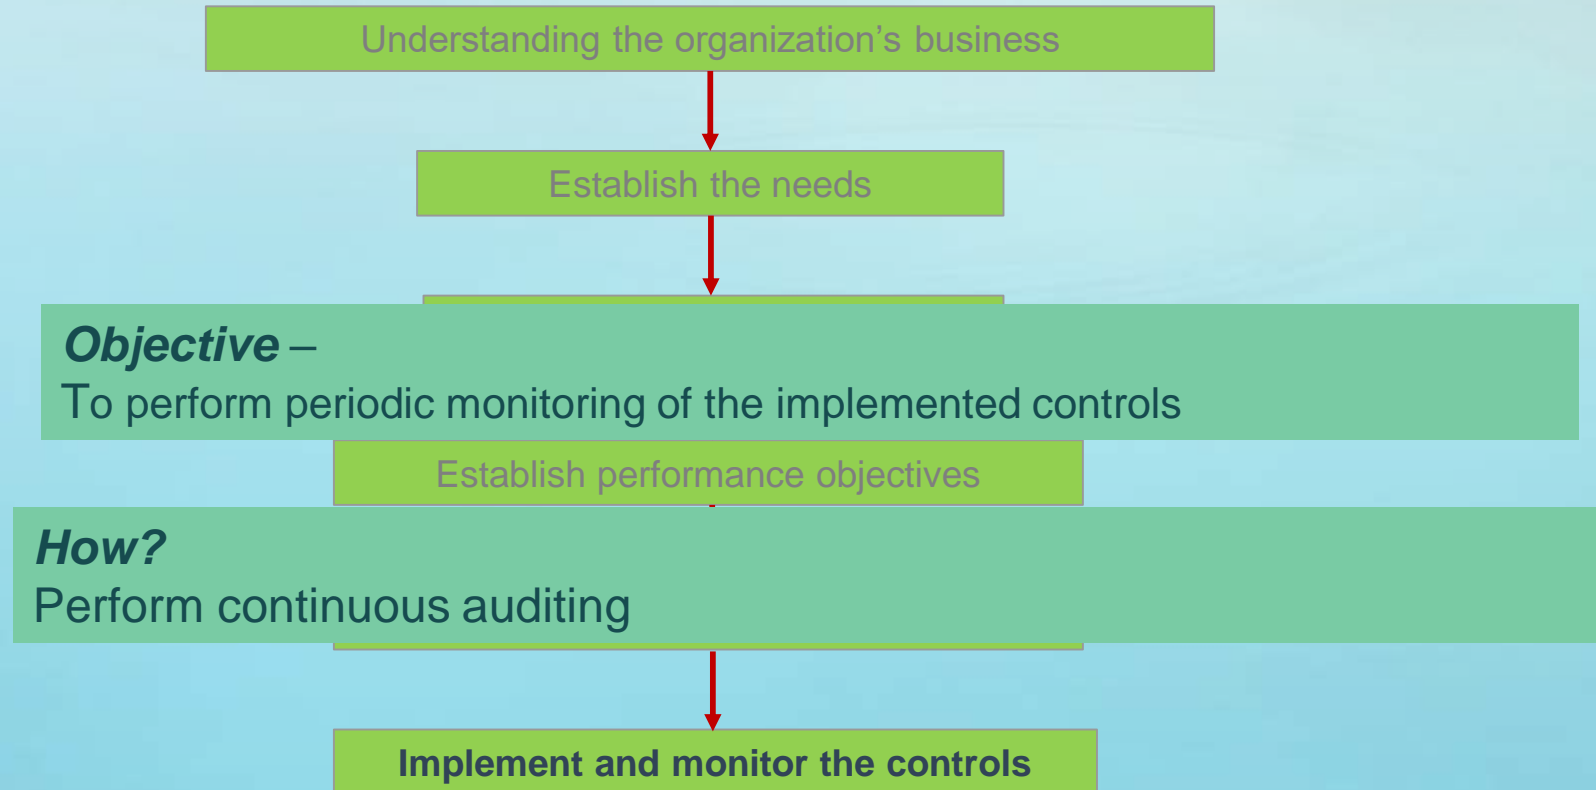 Understanding the organization’s business
Establish the needs
Objective –
To perform periodic monitoring of the implemented controls
Establish performance objectives
How?
Perform continuous auditing
Implement and monitor the controls